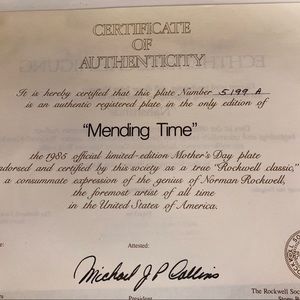 CERTIFICATE
OF
AUTHENTICITY
It is hereby certified that this plate Number 5199 A
is an authentic registered plate in the only edition of
"Mending Time"
the 1985 official limited-edition Mother's Day plate
dorsed and certified by this society as a true "Rockwell classic,"
a consummate expression of the genius of Norman Rockwell,
the foremost artist of all time
in the United States of America.
Attested:
Michael J P Collins
President
The Rockwell So